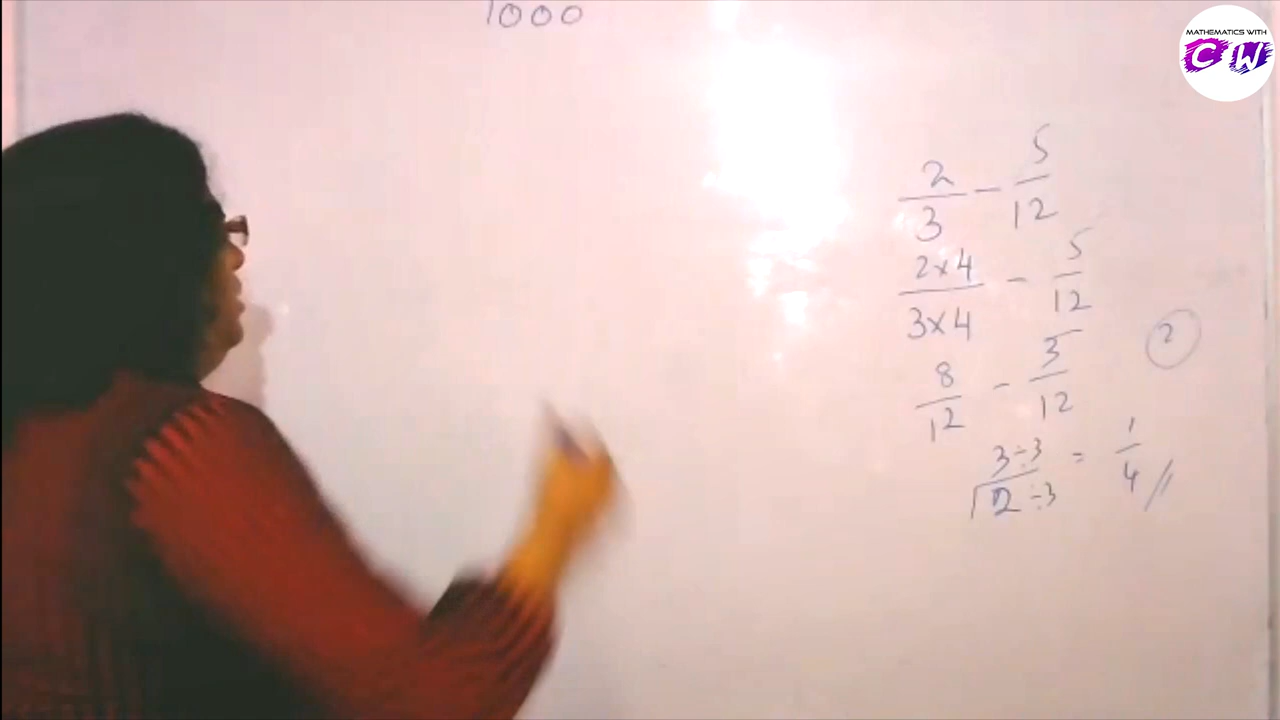 1000
MATHEMATICS WITH
CW
2/3 - 5/12
2×4/3×4 - 5/12
8/12 - 5/12
2
3÷3/12÷3 = 1/4 //